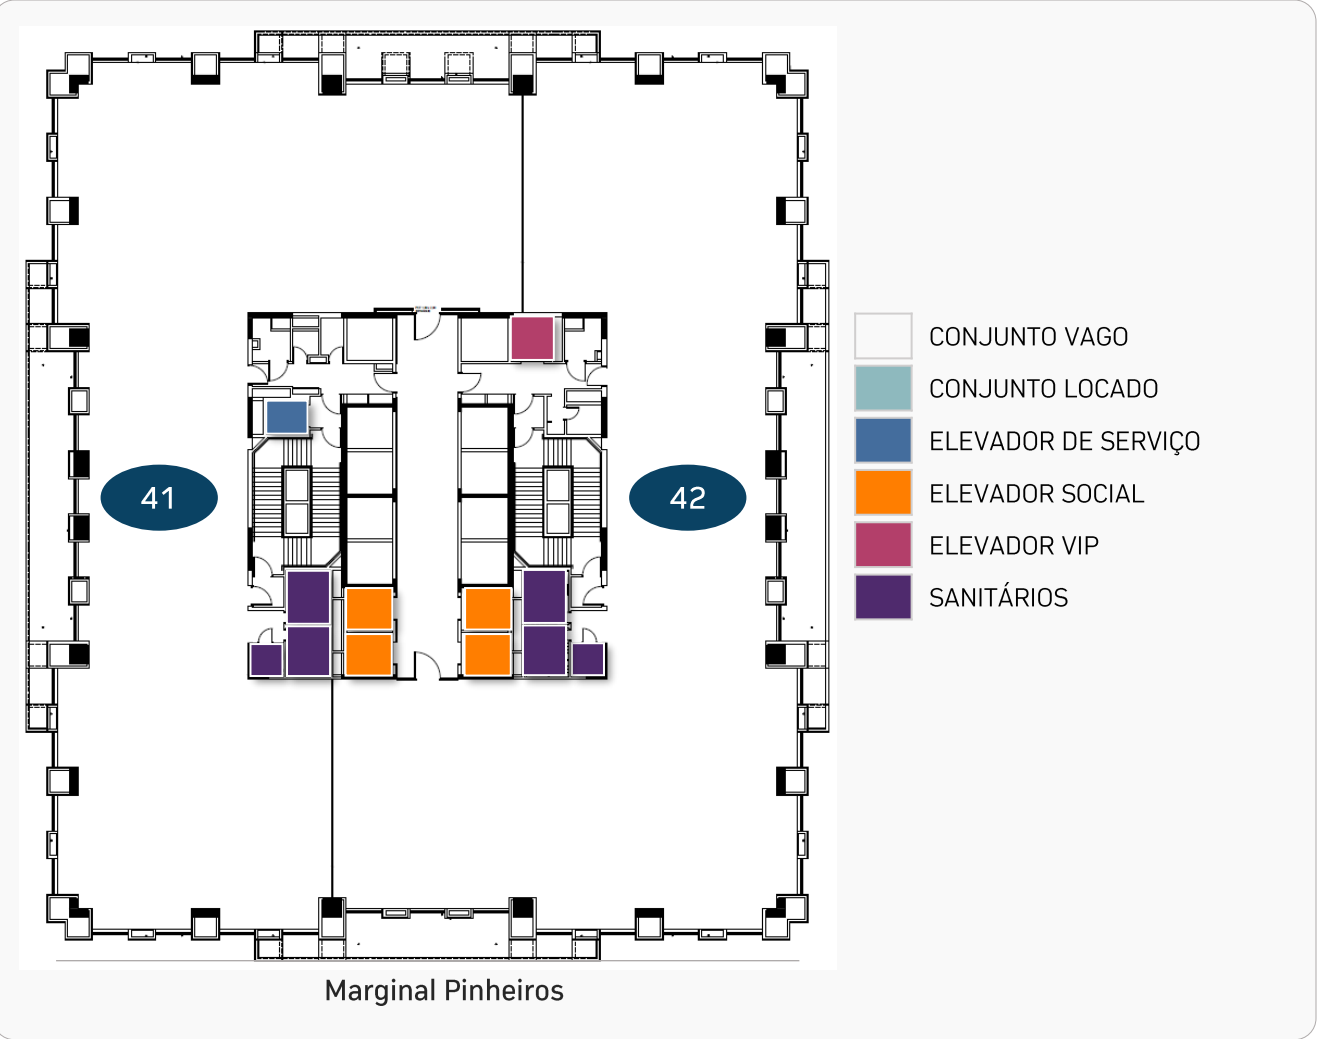 41
42
CONJUNTO VAGO
CONJUNTO LOCADO
ELEVADOR DE SERVIÇO
ELEVADOR SOCIAL
ELEVADOR VIP
SANITÁRIOS
Marginal Pinheiros